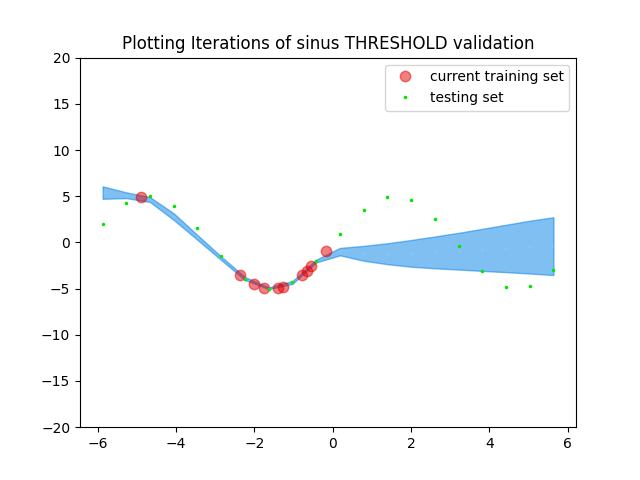 Plotting Iterations of sinus THRESHOLD validation
current training set
testing set
20
15
10
5
0
−5
−10
−15
−20
−6 −4 −2 0 2 4 6